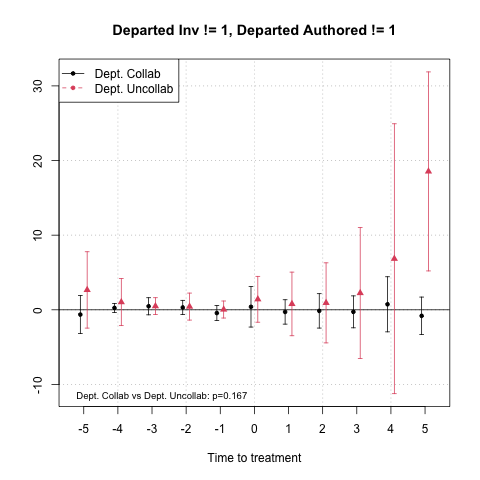 Departed Inv != 1, Departed Authored != 1
Dept. Collab
Dept. Uncollab
30
20
10
0
-10
Dept. Collab vs Dept. Uncollab: p=0.167
-5 -4 -3 -2 -1 0 1 2 3 4 5
Time to treatment